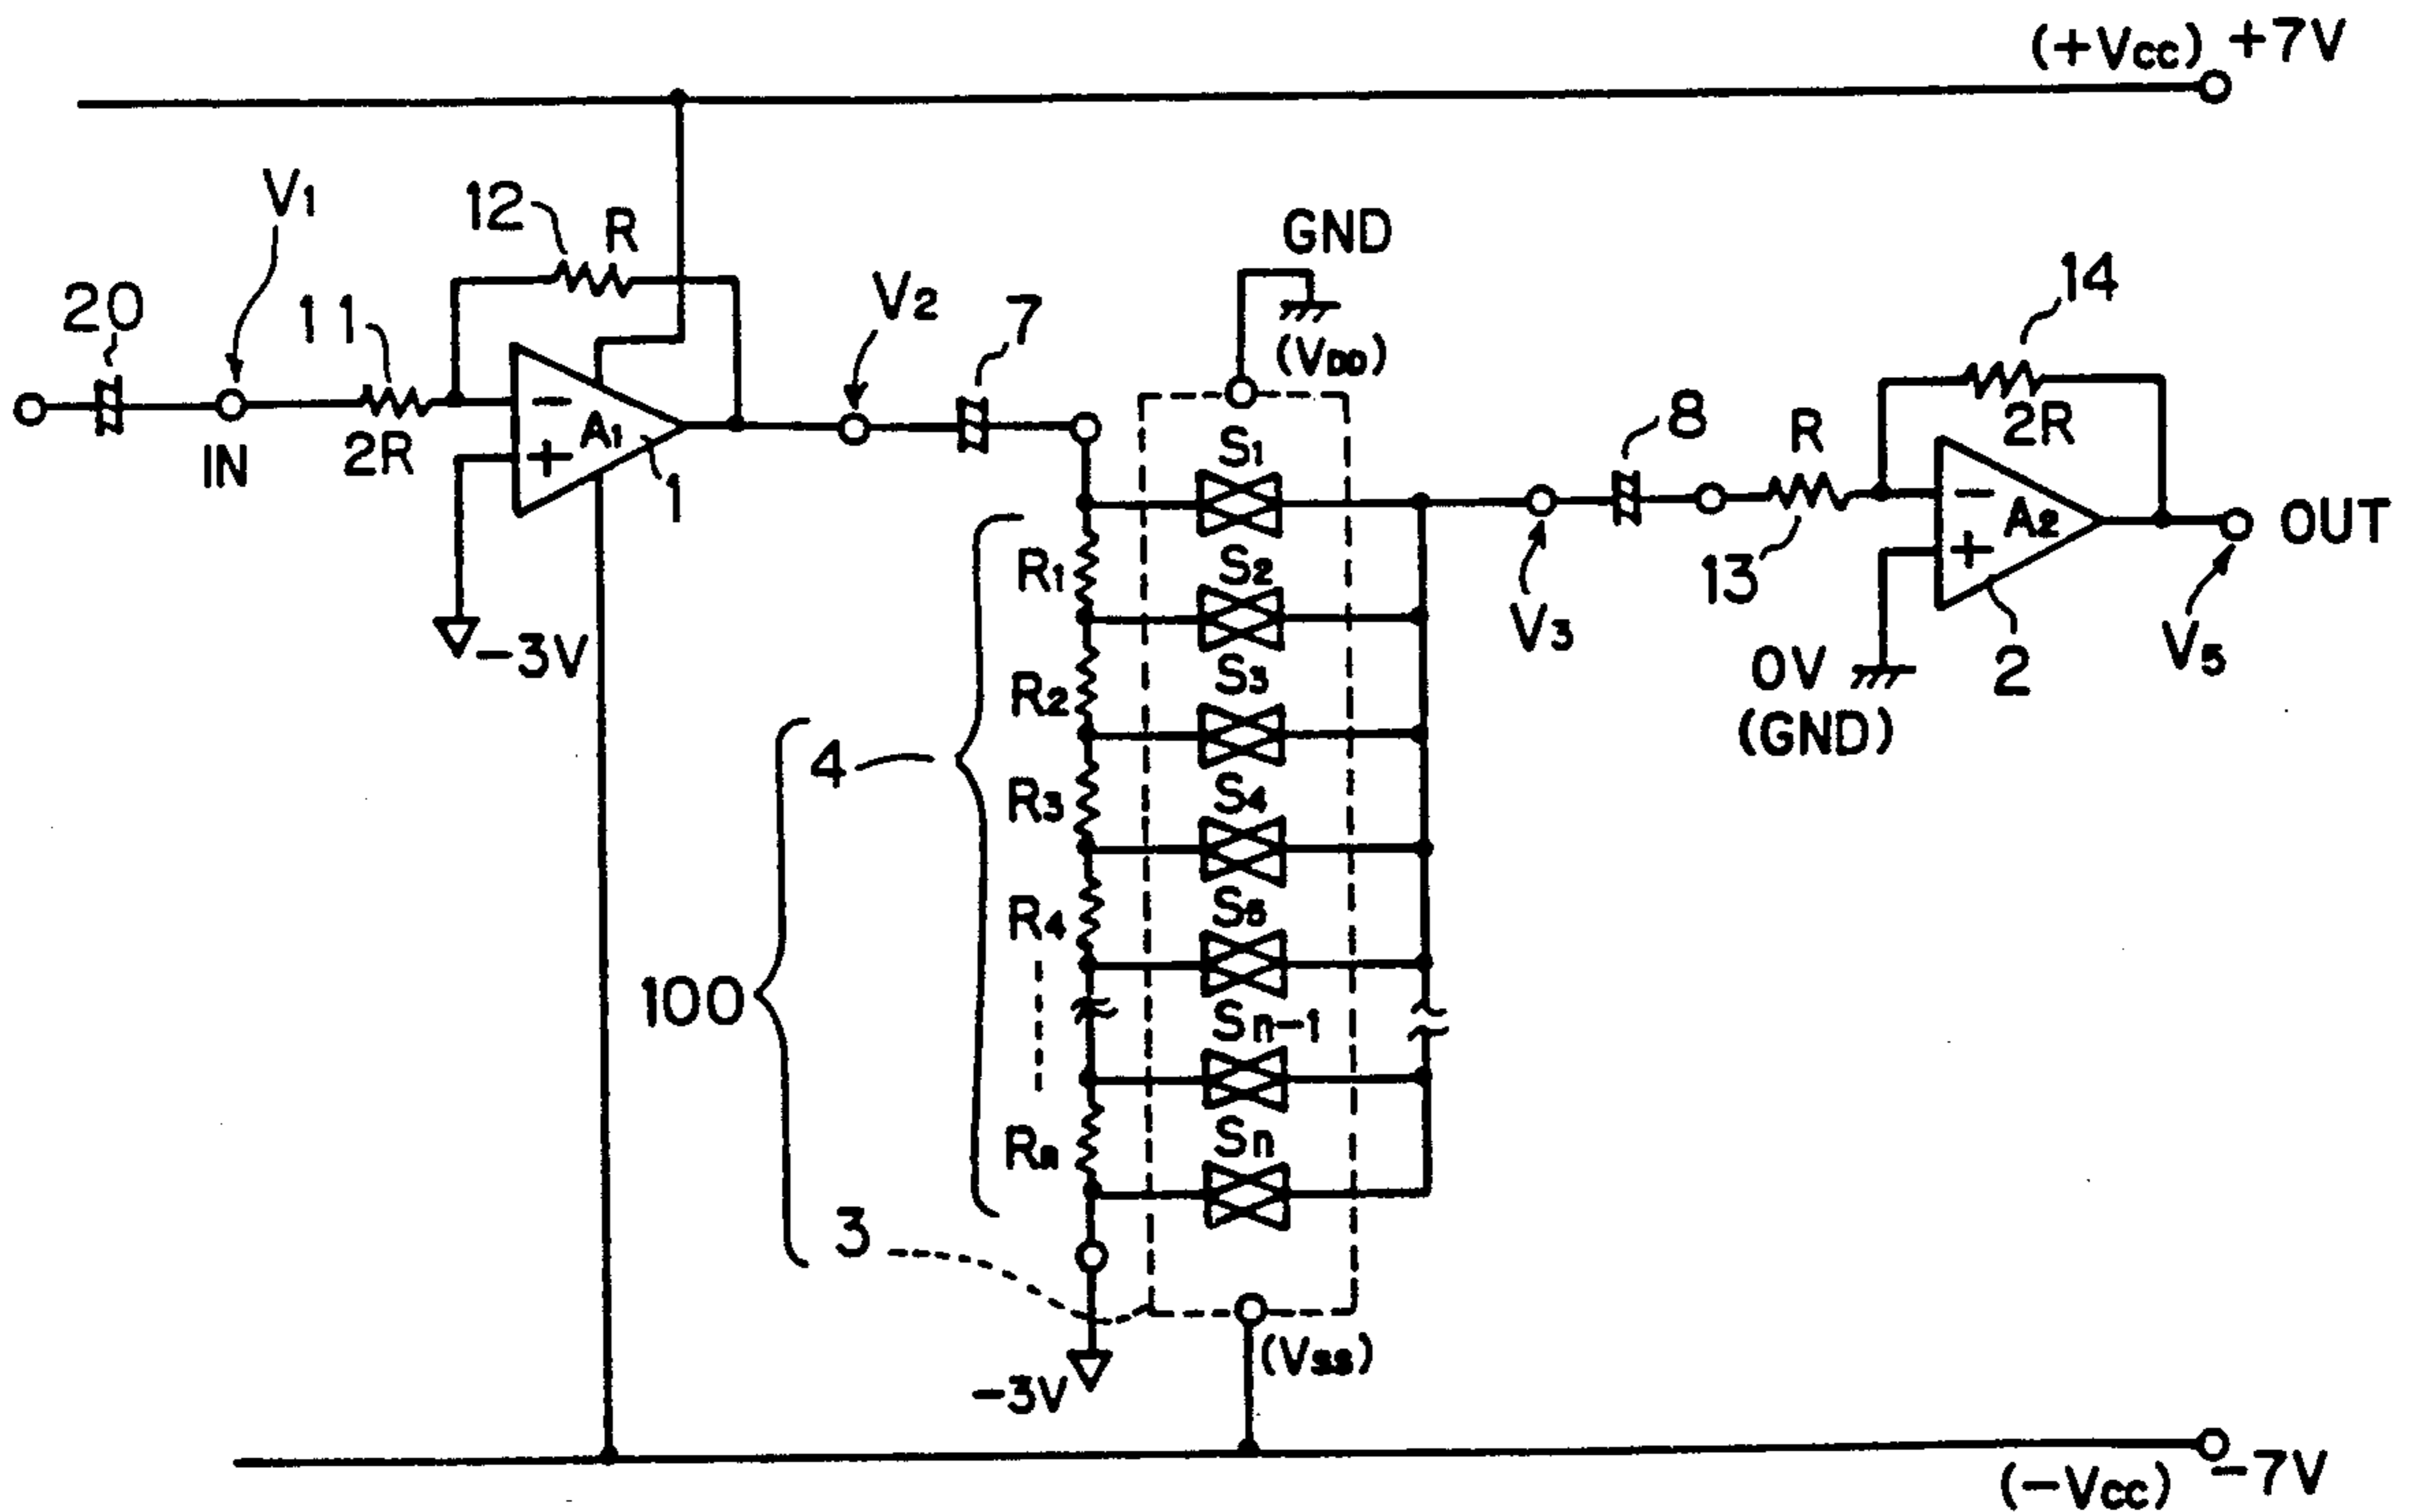 (+Vcc) +7V
V1
12
R
GND
20
11
V2
7
(VDD)
14
2R
A1
IN
1
S1
8
R
2R
A2
OUT
-3V
R1
S2
13
V3
0V
(GND)
2
V5
R2
S3
4
R3
S4
R4
S5
100
Sn-1
Rn
Sn
3
-3V
(Vss)
(-Vcc)
-7V